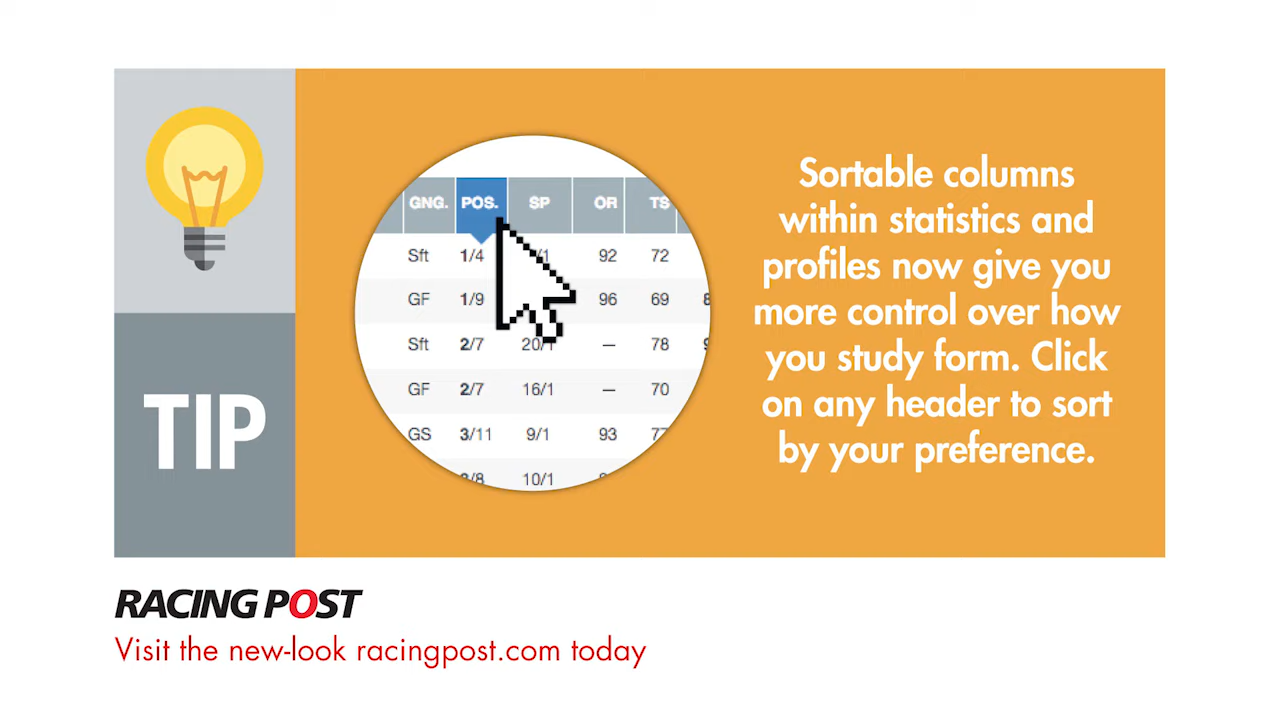 GNG. POS. SP OR TS
Sft 1/4 /1 92 72
GF 1/9 96 69
Sft 2/7 20/1 — 78
GF 2/7 16/1 — 70
GS 3/11 9/1 93
/8 10/1
TIP
Sortable columns
within statistics and
profiles now give you
more control over how
you study form. Click
on any header to sort
by your preference.
RACING POST
Visit the new-look racingpost.com today